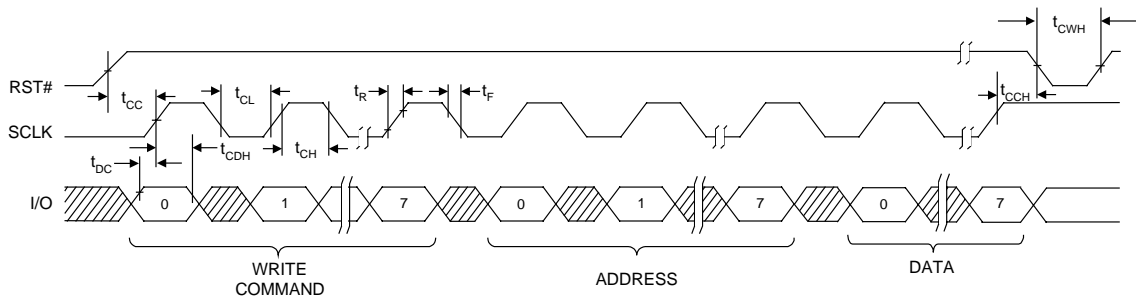 tCWH
RST#
tCC
tCL
tR
tF
tCCH
SCLK
tDC
tCDH
tCH
I/O
0
1
7
0
1
7
0
7
WRITE
COMMAND
ADDRESS
DATA